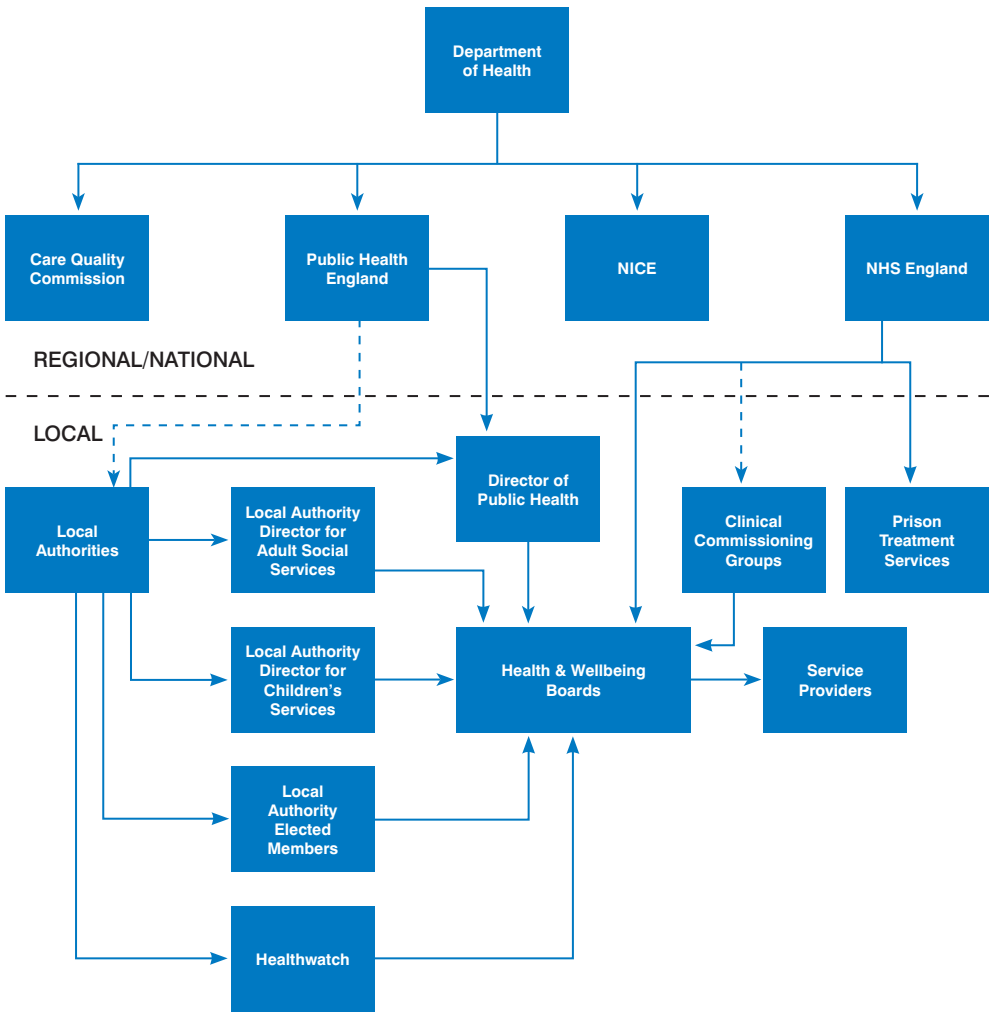 Department
of Health
Care Quality
Commission
Public Health
England
NICE
NHS England
REGIONAL/NATIONAL
LOCAL
Director of
Public Health
Local
Authorities
Local Authority
Director for
Adult Social
Services
Clinical
Commissioning
Groups
Prison
Treatment
Services
Local Authority
Director for
Children’s
Services
Health & Wellbeing
Boards
Service
Providers
Local
Authority
Elected
Members
Healthwatch